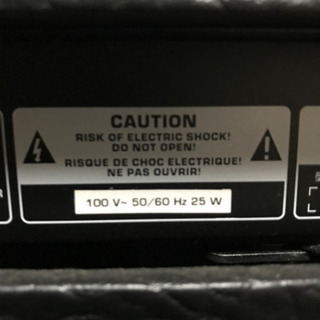 CAUTION
RISK OF ELECTRIC SHOCK!
DO NOT OPEN!
RISQUE DE CHOC ELECTRIQUE!
NE PAS OUVRIR!
100 V~ 50/60 Hz 25 W